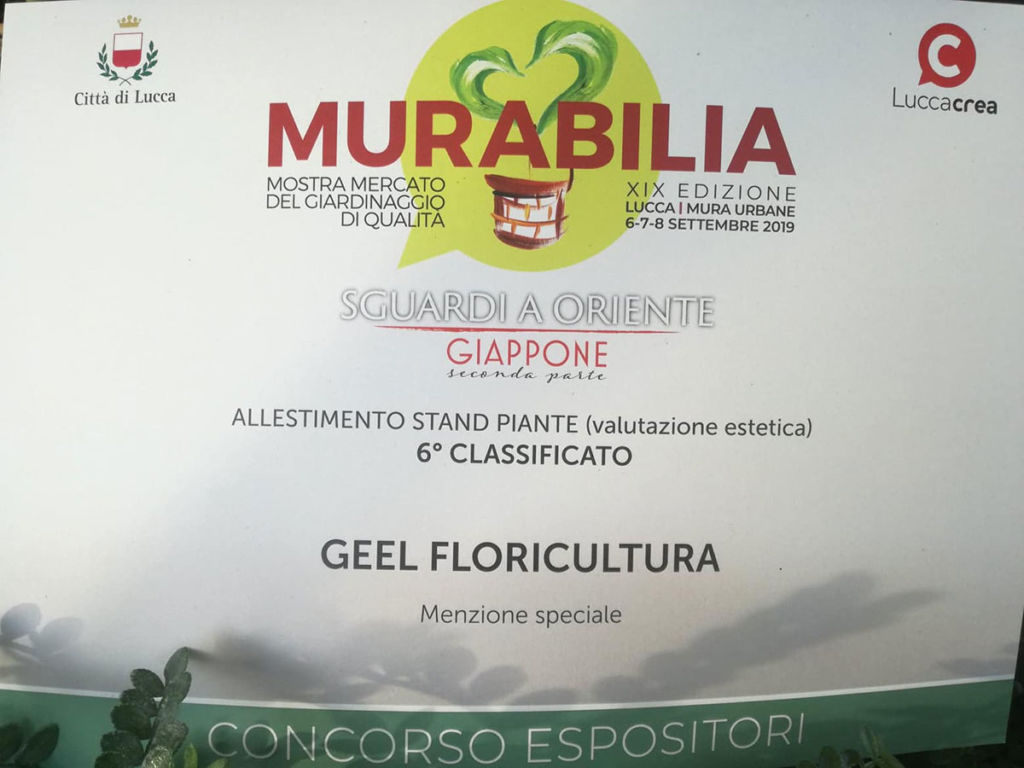 Città di Lucca
C
Luccacrea
MURABILIA
MOSTRA MERCATO
DEL GIARDINAGGIO
DI QUALITÀ
XIX EDIZIONE
LUCCA | MURA URBANE
6-7-8 SETTEMBRE 2019
SGUARDI A ORIENTE
GIAPPONE
seconda parte
ALLESTIMENTO STAND PIANTE (valutazione estetica)
6° CLASSIFICATO
GEEL FLORICULTURA
Menzione speciale
CONCORSO ESPOSITORI